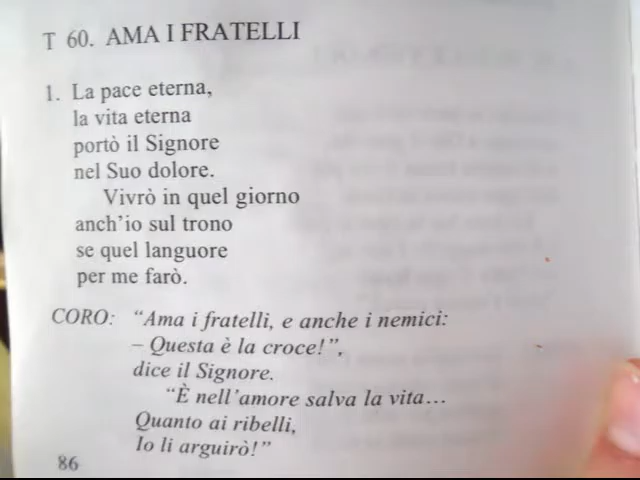 T 60. AMA I FRATELLI
1. La pace eterna,
la vita eterna
portò il Signore
nel Suo dolore.
Vivrò in quel giorno
anch'io sul trono
se quel languore
per me farò.
CORO: “Ama i fratelli, e anche i nemici:
– Questa è la croce!”,
dice il Signore.
“È nell'amore salva la vita...
Quanto ai ribelli,
Io li arguirò!”
86